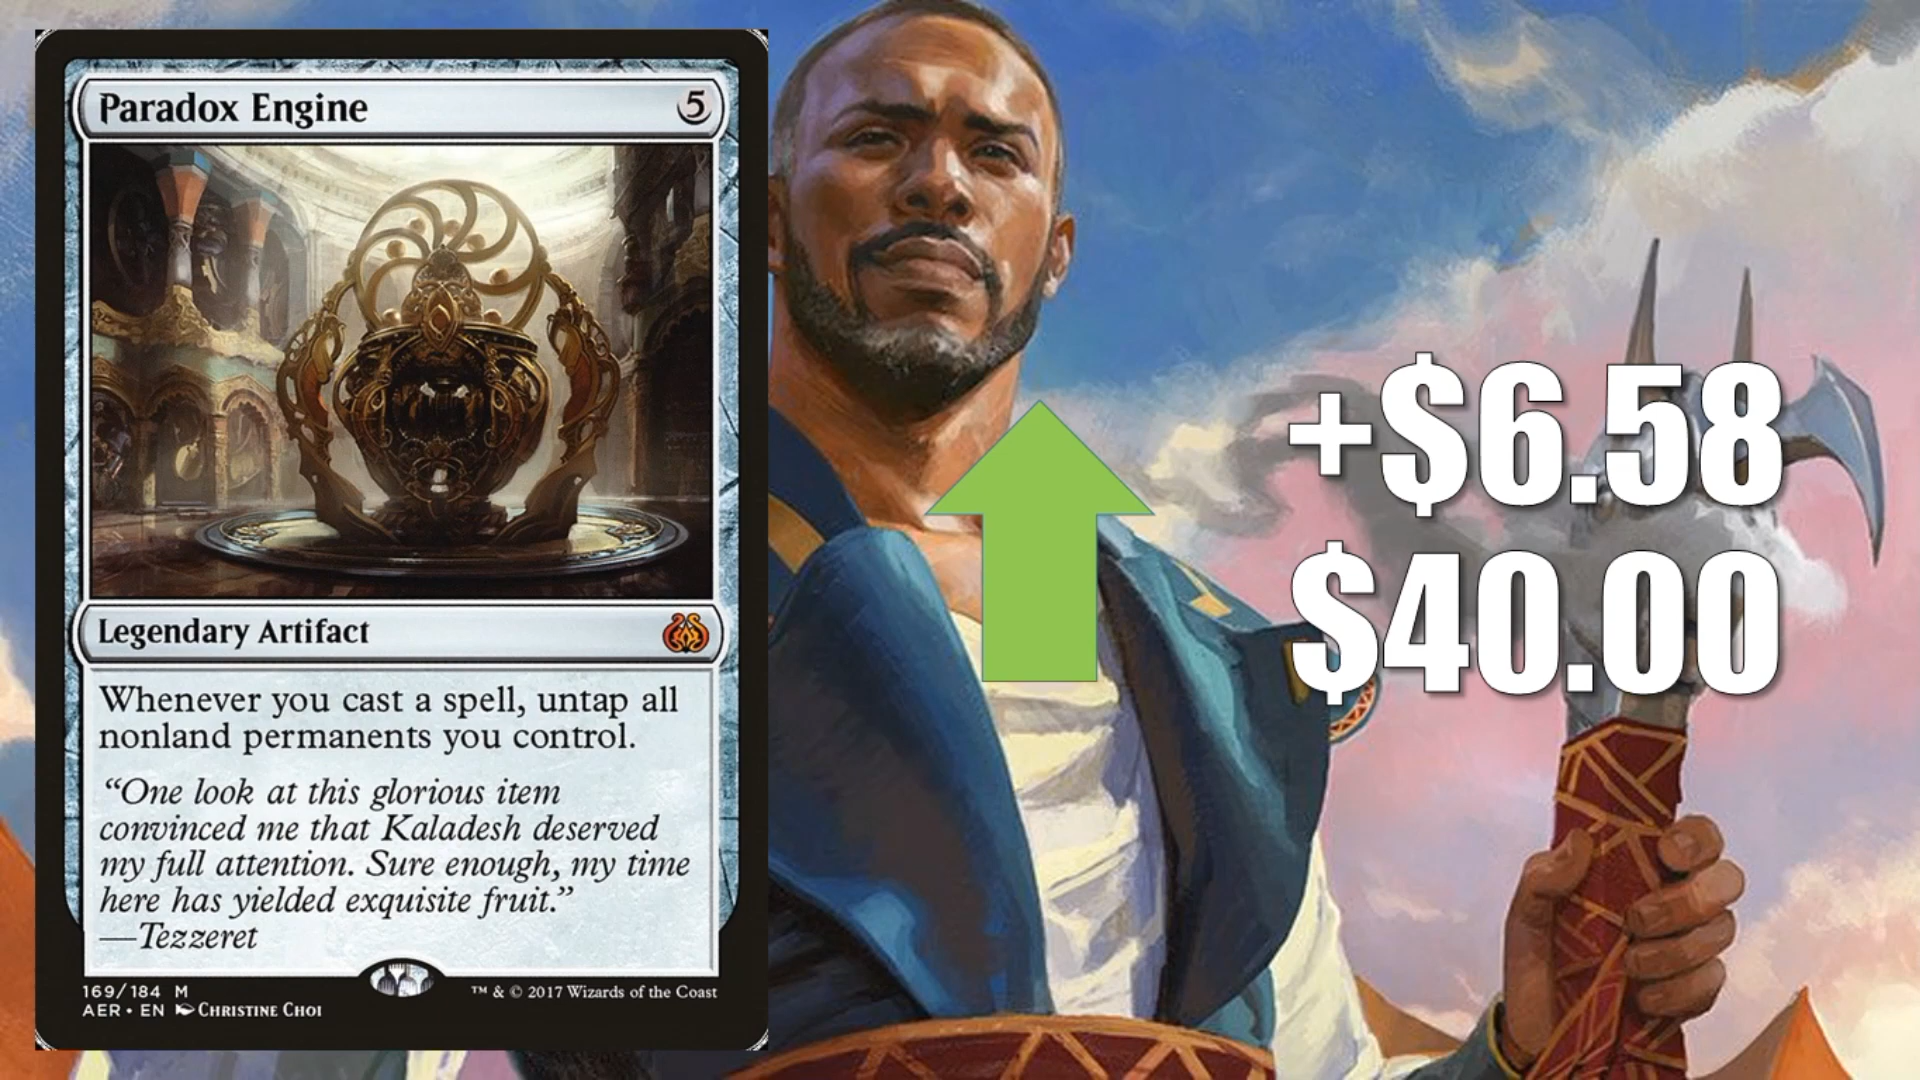 Paradox Engine 5
Legendary Artifact
Whenever you cast a spell, untap all
nonland permanents you control.
“One look at this glorious item
convinced me that Kaladesh deserved
my full attention. Sure enough, my time
here has yielded exquisite fruit.”
—Tezzeret
169/184 M
™ & © 2017 Wizards of the Coast
AER • EN Christine Choi
+$6.58
$40.00